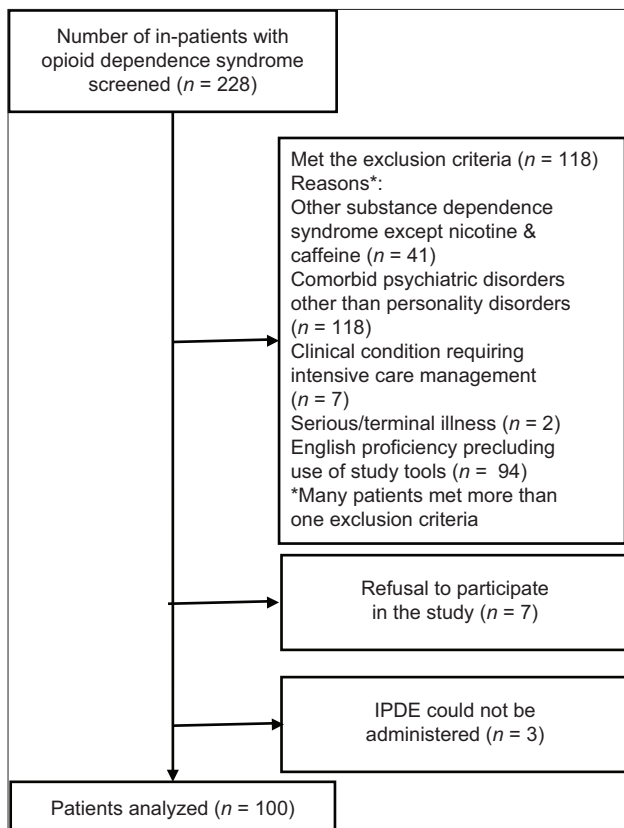 Number of in-patients with
opioid dependence syndrome
screened (n = 228)
Met the exclusion criteria (n = 118)
Reasons*:
Other substance dependence
syndrome except nicotine &
caffeine (n = 41)
Comorbid psychiatric disorders
other than personality disorders
(n = 118)
Clinical condition requiring
intensive care management
(n = 7)
Serious/terminal illness (n = 2)
English proficiency precluding
use of study tools (n = 94)
*Many patients met more than
one exclusion criteria
Refusal to participate
in the study (n = 7)
IPDE could not be
administered (n = 3)
Patients analyzed (n = 100)